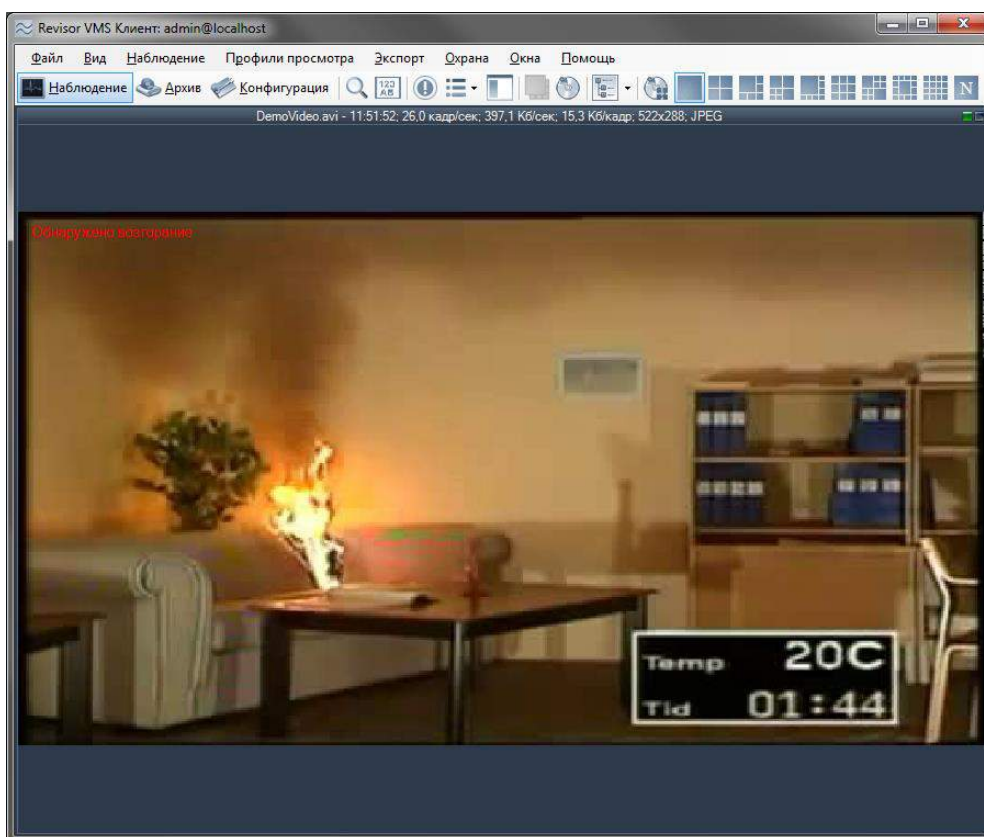 Revisor VMS Клиент: admin@localhost
Файл Вид Наблюдение Профили просмотра Экспорт Охрана Окна Помощь
Наблюдение Архив Конфигурация 123 AB N
DemoVideo.avi - 11:51:52; 26,0 кадр/сек; 397,1 Кб/сек; 15,3 Кб/кадр; 522x288; JPEG
Обнаружено возгорание
Temp 20C
Tid 01:44